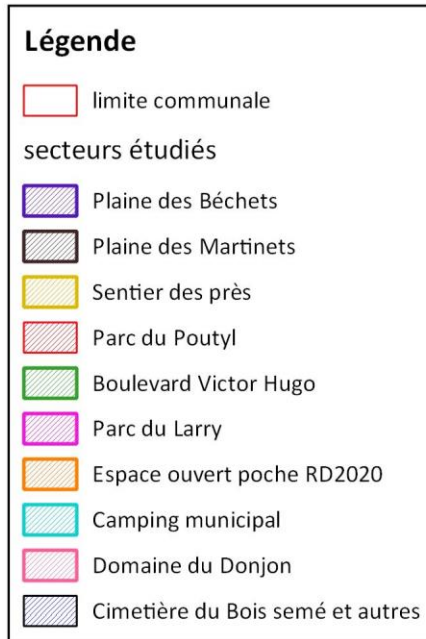 Légende
limite communale
secteurs étudiés
Plaine des Béchets
Plaine des Martinets
Sentier des près
Parc du Poutyl
Boulevard Victor Hugo
Parc du Larry
Espace ouvert poche RD2020
Camping municipal
Domaine du Donjon
Cimetière du Bois semé et autres